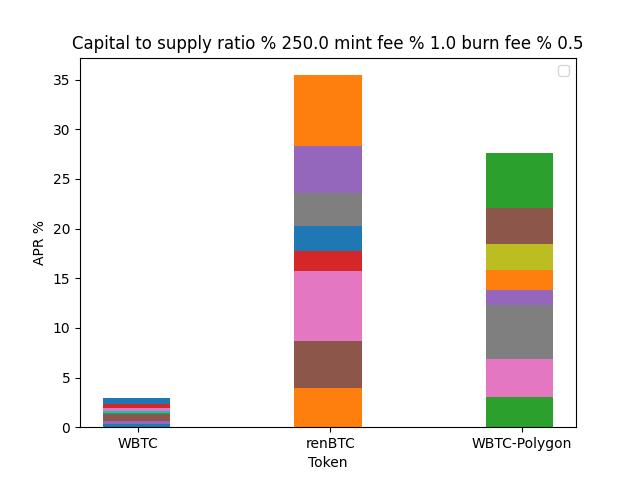 Capital to supply ratio % 250.0 mint fee % 1.0 burn fee % 0.5
35
30
25
20
15
10
5
0
APR %
WBTC renBTC WBTC-Polygon
Token